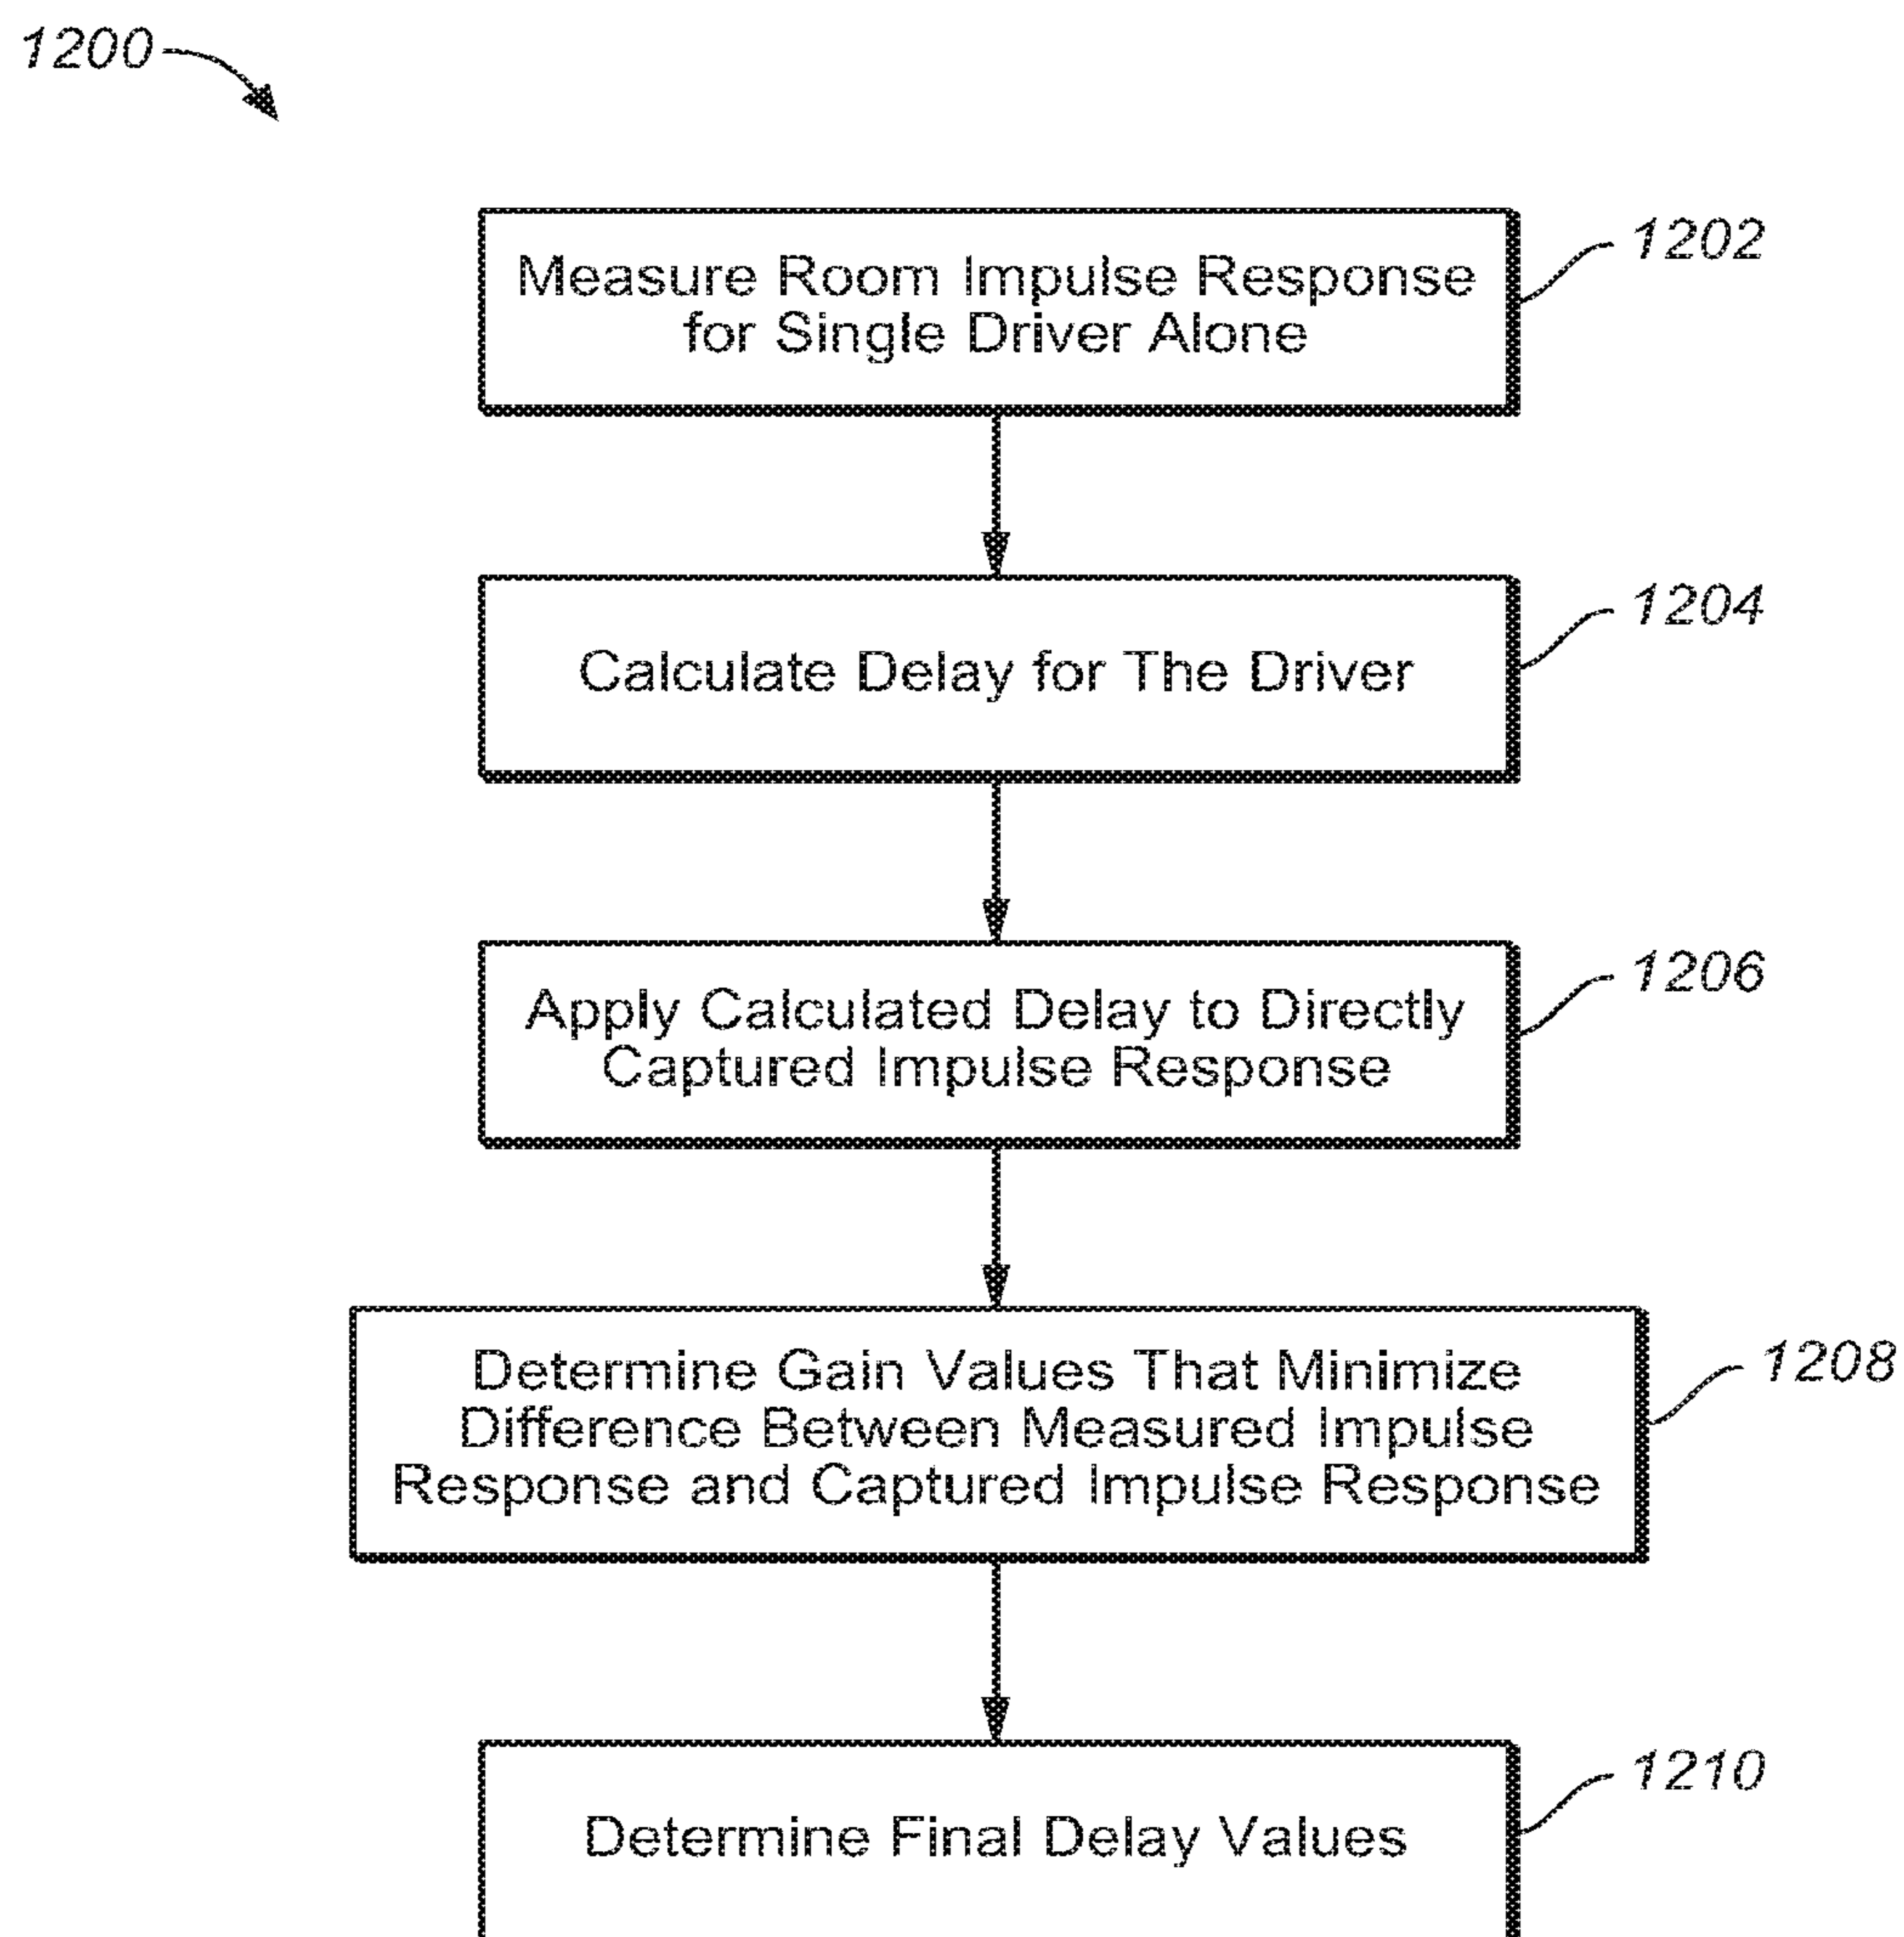 1200
Measure Room Impulse Response
for Single Driver Alone
1202
Calculate Delay for The Driver
1204
Apply Calculated Delay to Directly
Captured Impulse Response
1206
Determine Gain Values That Minimize
Difference Between Measured Impulse
Response and Captured Impulse Response
1208
Determine Final Delay Values
1210